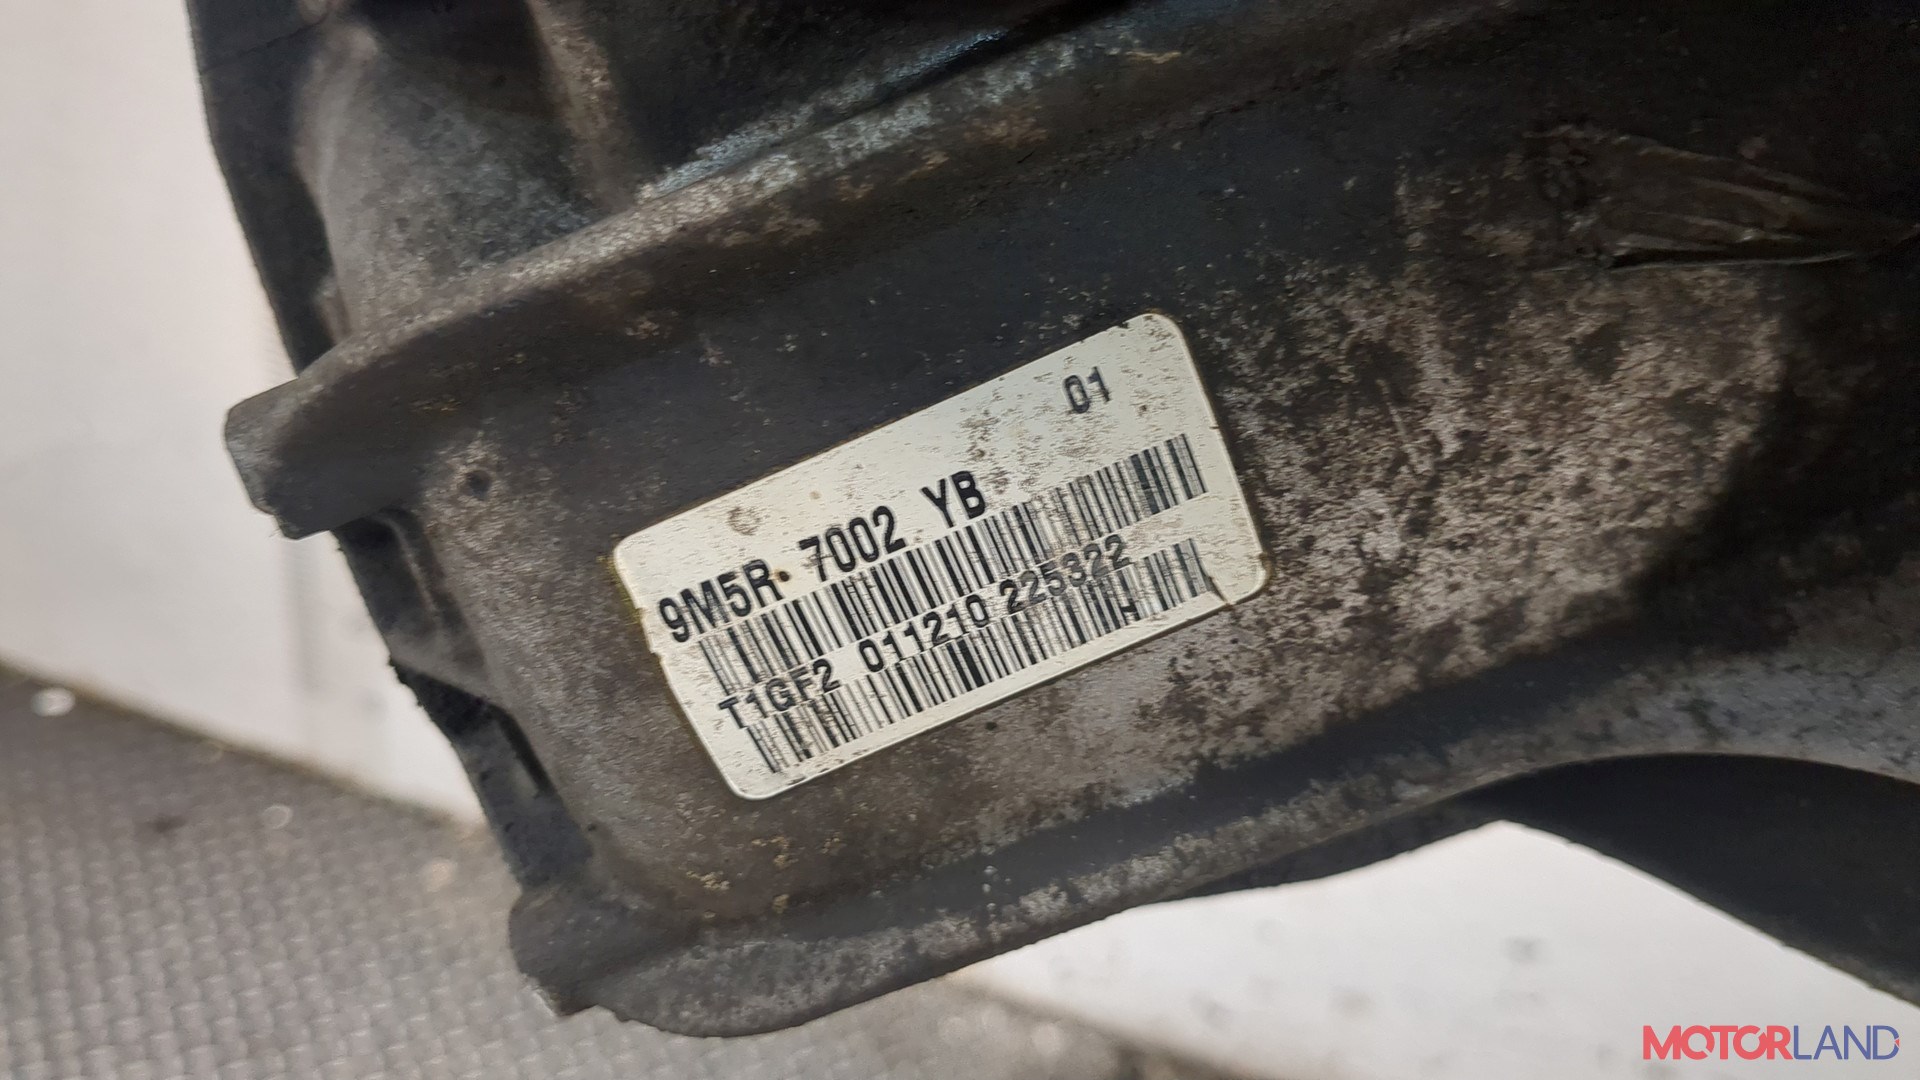 01
9M5R 7002 YB
T1GF2 011210 225322
MOTORLAND